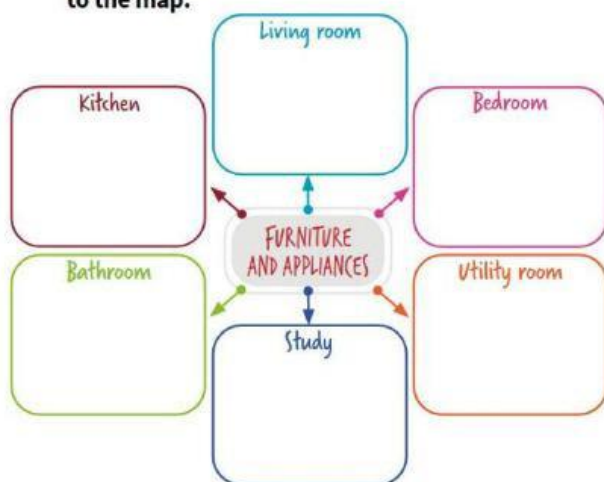 to the map.
Living room
Kitchen
Bedroom
FURNITURE
AND APPLIANCES
Bathroom
Utility room
Study